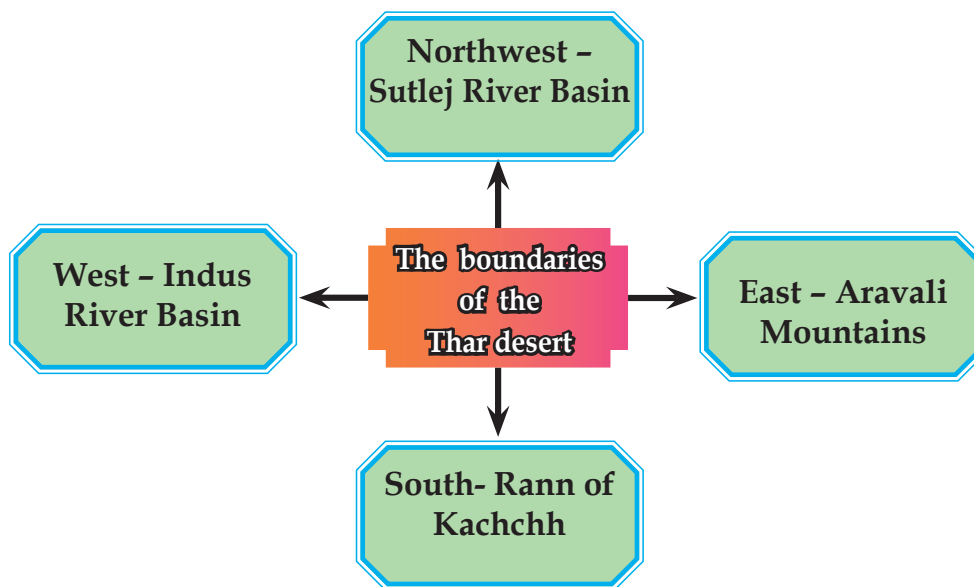 Northwest –
Sutlej River Basin
West – Indus
River Basin
The boundaries
of the
Thar desert
East – Aravali
Mountains
South- Rann of
Kachchh